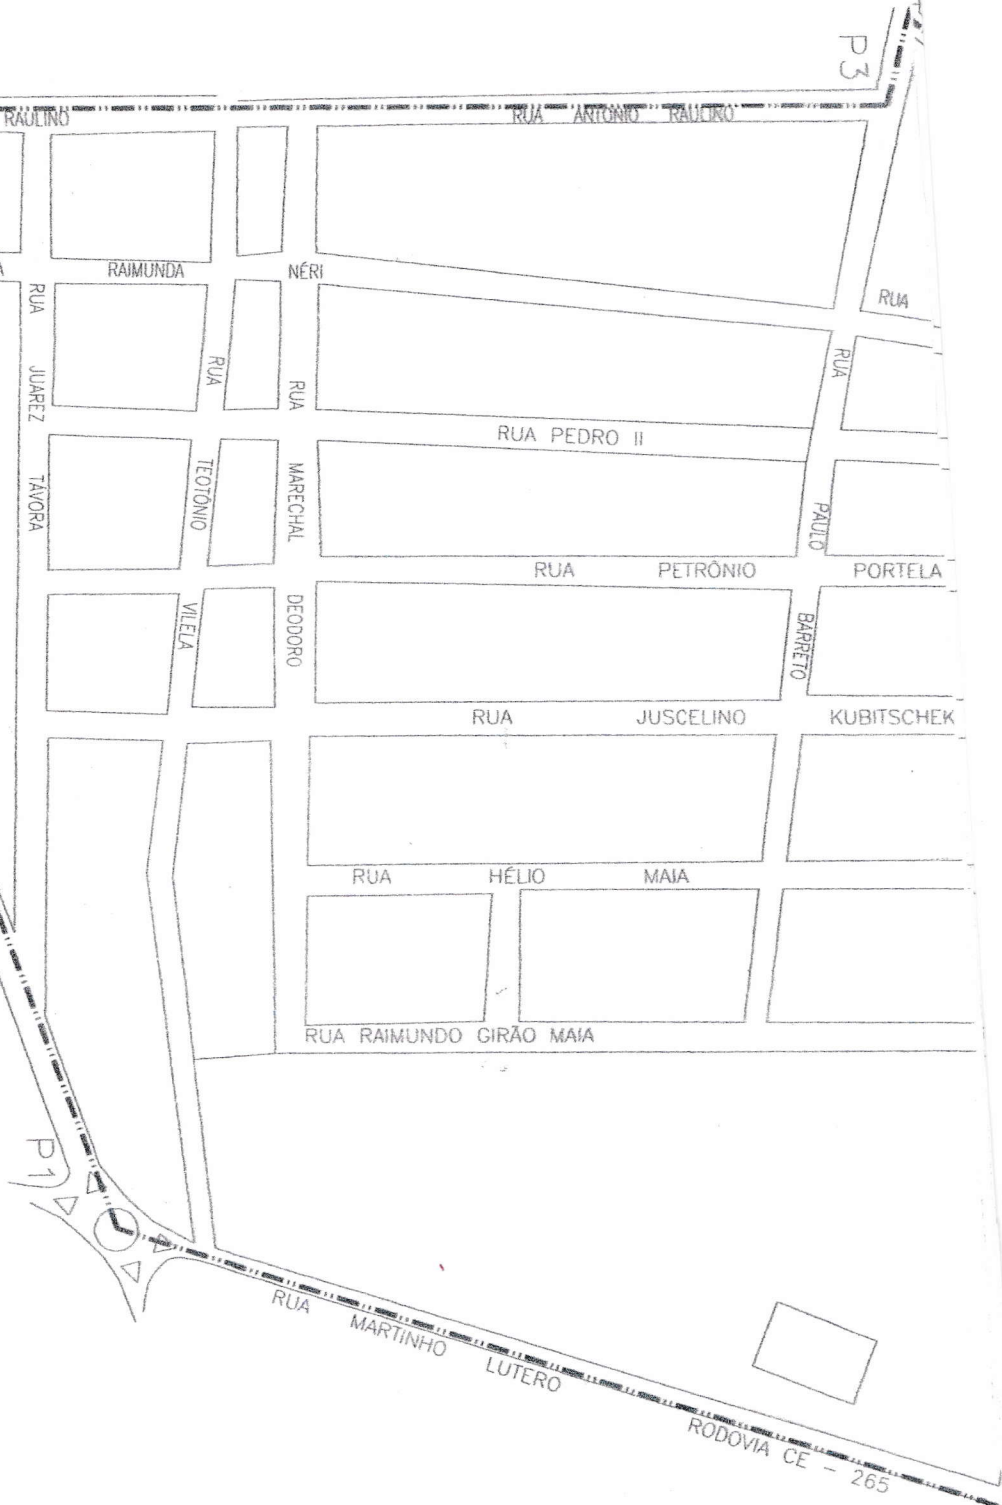 P3
RAULINO
RUA ANTONIO RAULINO
RAIMUNDA NÉRI
RUA
RUA JUAREZ TÁVORA
RUA TEOTÔNIO VILELA
RUA MARECHAL DEODORO
RUA PAULO BARRETO
RUA PEDRO II
RUA PETRÔNIO PORTELA
RUA JUSCELINO KUBITSCHEK
RUA HÉLIO MAIA
RUA RAIMUNDO GIRÃO MAIA
P1
RUA MARTINHO LUTERO
RODOVIA CE - 265